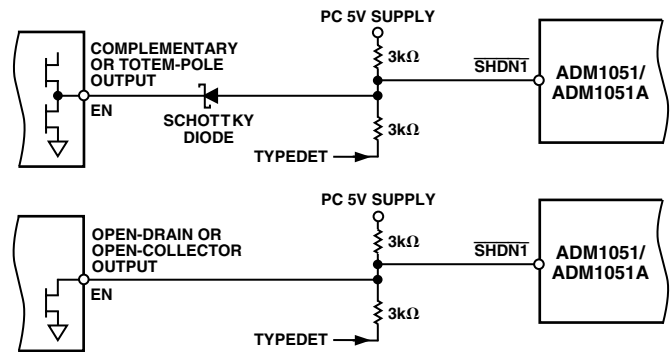 PC 5V SUPPLY
COMPLEMENTARY
OR TOTEM-POLE
OUTPUT
3kΩ
SHDN1
ADM1051/
ADM1051A
EN
SCHOTTKY
DIODE
3kΩ
TYPEDET
PC 5V SUPPLY
OPEN-DRAIN OR
OPEN-COLLECTOR
OUTPUT
3kΩ
SHDN1
ADM1051/
ADM1051A
EN
3kΩ
TYPEDET